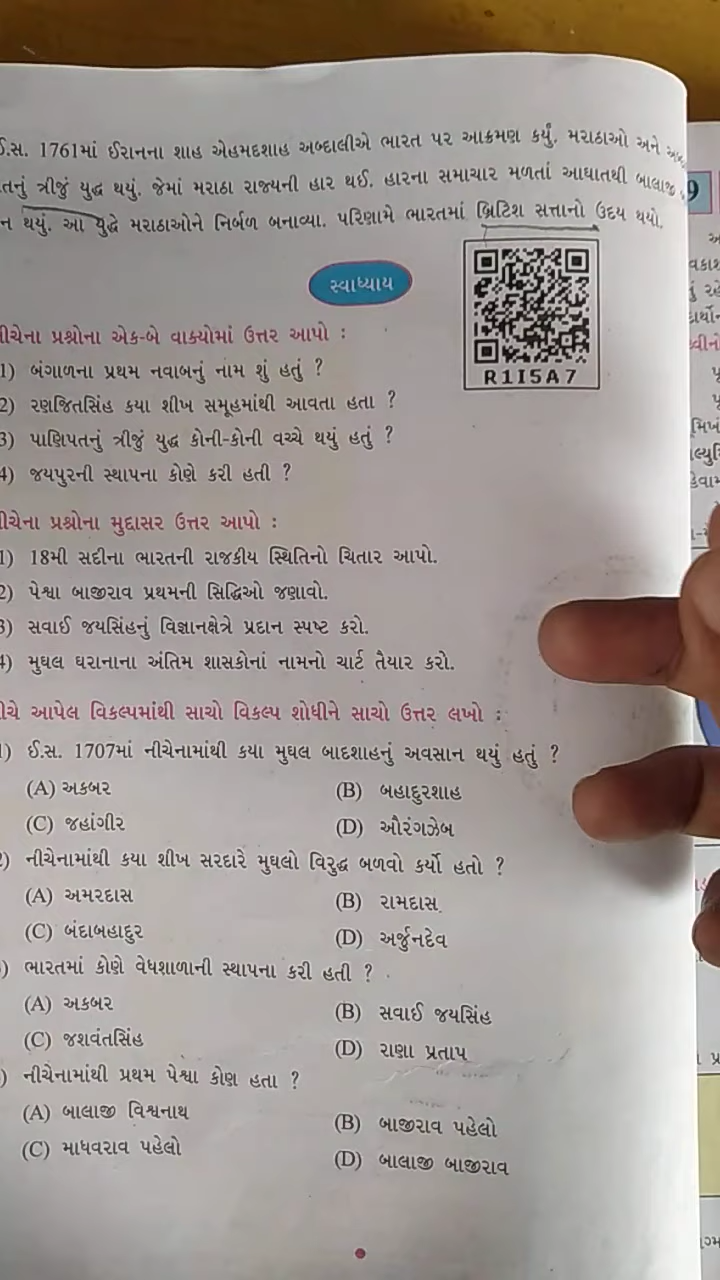 ઈ.સ. 1761માં ઈરાનના શાહ એહમદશાહ અબ્દાલીએ ભારત પર આક્રમણ કર્યું. મરાઠાઓ અને
તનું ત્રીજું યુદ્ધ થયું. જેમાં મરાઠા રાજ્યની હાર થઈ. હારના સમાચાર મળતાં આઘાતથી બાલાજી
ન થયું. આ યુદ્ધે મરાઠાઓને નિર્બળ બનાવ્યા. પરિણામે ભારતમાં બ્રિટિશ સત્તાનો ઉદય થયો.
9
સ્વાધ્યાય
R1I5A7
નીચેના પ્રશ્નોના એક-બે વાક્યોમાં ઉત્તર આપો :
1) બંગાળના પ્રથમ નવાબનું નામ શું હતું ?
2) રણજિતસિંહ કયા શીખ સમૂહમાંથી આવતા હતા ?
3) પાણિપતનું ત્રીજું યુદ્ધ કોની-કોની વચ્ચે થયું હતું ?
4) જયપુરની સ્થાપના કોણે કરી હતી ?
નીચેના પ્રશ્નોના મુદ્દાસર ઉત્તર આપો :
1) 18મી સદીના ભારતની રાજકીય સ્થિતિનો ચિતાર આપો.
2) પેશ્વા બાજીરાવ પ્રથમની સિદ્ધિઓ જણાવો.
3) સવાઈ જયસિંહનું વિજ્ઞાનક્ષેત્રે પ્રદાન સ્પષ્ટ કરો.
4) મુઘલ ઘરાનાના અંતિમ શાસકોનાં નામનો ચાર્ટ તૈયાર કરો.
નીચે આપેલ વિકલ્પમાંથી સાચો વિકલ્પ શોધીને સાચો ઉત્તર લખો :
1) ઈ.સ. 1707માં નીચેનામાંથી કયા મુઘલ બાદશાહનું અવસાન થયું હતું ?
(A) અકબર (B) બહાદુરશાહ
(C) જહાંગીર (D) ઔરંગઝેબ
2) નીચેનામાંથી કયા શીખ સરદારે મુઘલો વિરુદ્ધ બળવો કર્યો હતો ?
(A) અમરદાસ (B) રામદાસ
(C) બંદાબહાદુર (D) અર્જુનદેવ
) ભારતમાં કોણે વેધશાળાની સ્થાપના કરી હતી ?
(A) અકબર (B) સવાઈ જયસિંહ
(C) જશવંતસિંહ (D) રાણા પ્રતાપ
) નીચેનામાંથી પ્રથમ પેશ્વા કોણ હતા ?
(A) બાલાજી વિશ્વનાથ (B) બાજીરાવ પહેલો
(C) માધવરાવ પહેલો (D) બાલાજી બાજીરાવ